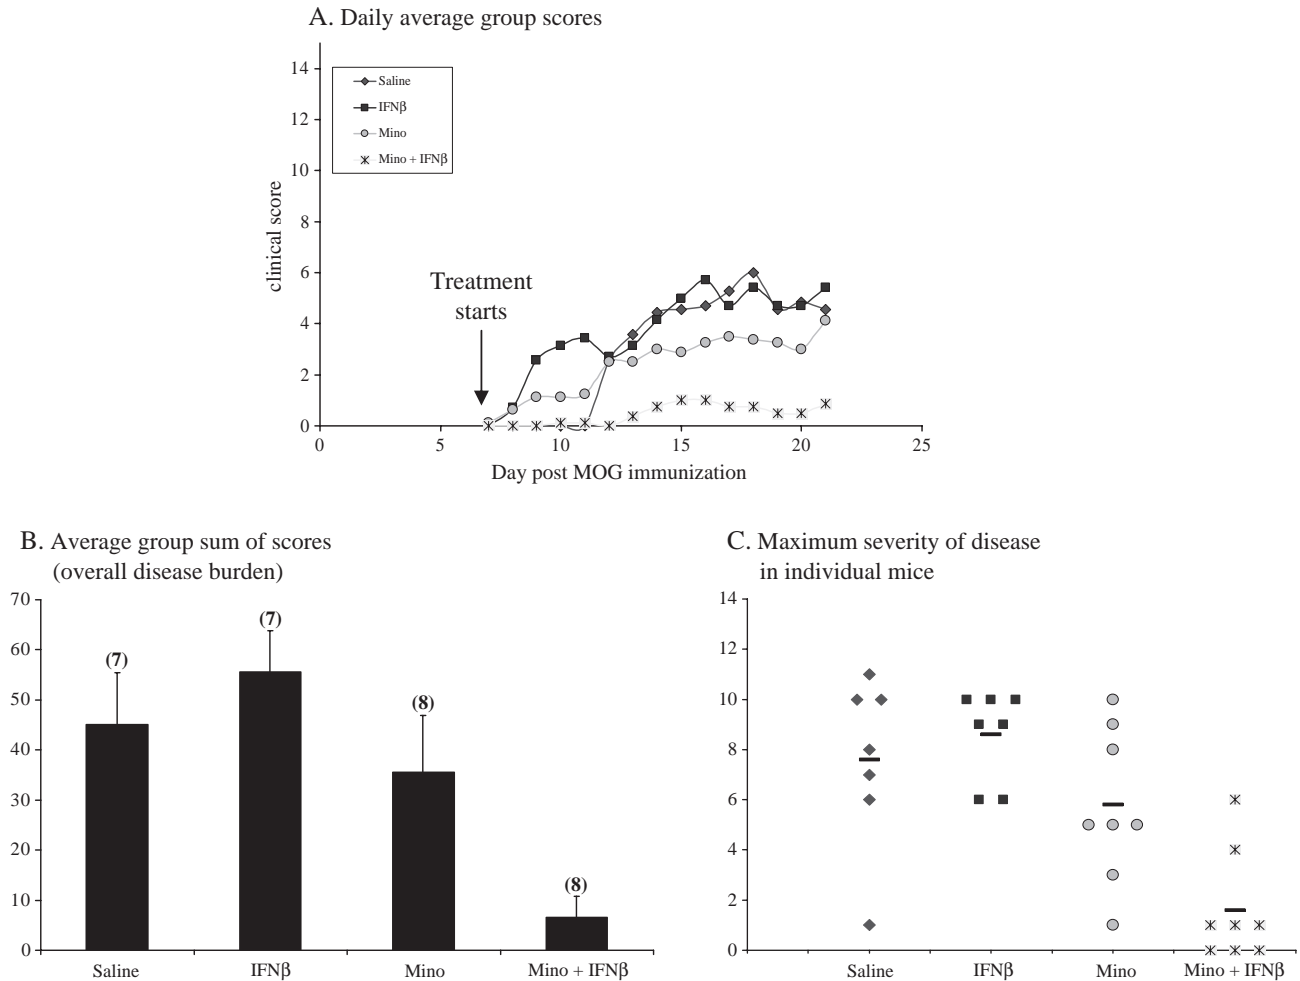 A. Daily average group scores
14
12
10
8
6
4
2
0
clinical score
Saline
IFNβ
Mino
Mino + IFNβ
Treatment
starts
0 5 10 15 20 25
Day post MOG immunization
B. Average group sum of scores
(overall disease burden)
70
60
50
40
30
20
10
0
(7)
(7)
(8)
(8)
Saline IFNβ Mino Mino + IFNβ
C. Maximum severity of disease
in individual mice
14
12
10
8
6
4
2
0
Saline IFNβ Mino Mino + IFNβ